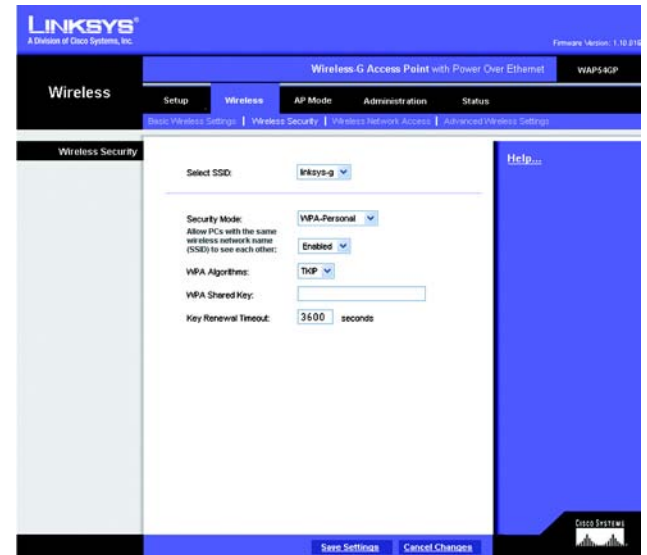 LINKSYS®
A Division of Cisco Systems, Inc.
Firmware Version: 1.10.016
Wireless-G Access Point with Power Over Ethernet WAP54GP
Wireless
Setup Wireless AP Mode Administration Status
Basic Wireless Settings | Wireless Security | Wireless Network Access | Advanced Wireless Settings
Wireless Security
Help...
Select SSID: linksys-g
Security Mode: WPA-Personal
Allow PCs with the same
wireless network name
(SSID) to see each other: Enabled
WPA Algorithms: TKIP
WPA Shared Key:
Key Renewal Timeout: 3600 seconds
Save Settings Cancel Changes
CISCO SYSTEMS